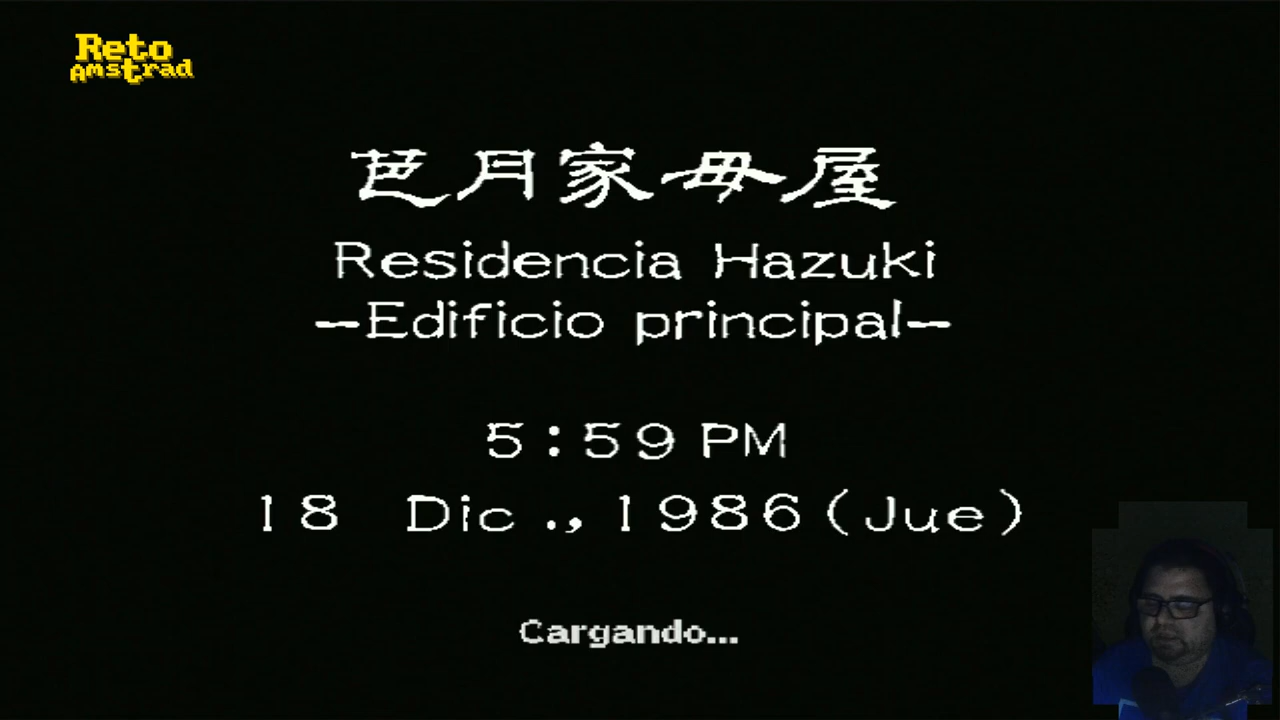 Reto
Amstrad
芭月家母屋
Residencia Hazuki
-Edificio principal-
5:59 PM
18 Dic., 1986(Jue)
Cargando...